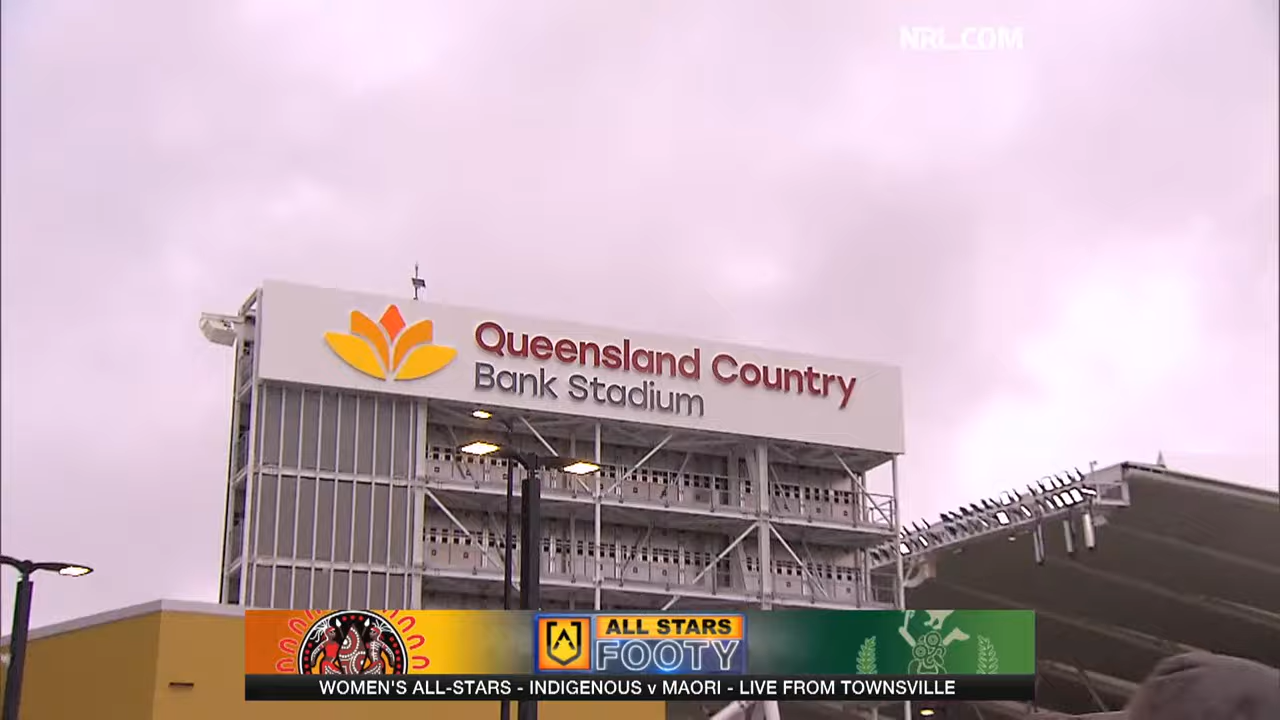 NRL.COM
Queensland Country
Bank Stadium
ALL STARS
FOOTY
WOMEN'S ALL-STARS - INDIGENOUS v MAORI - LIVE FROM TOWNSVILLE